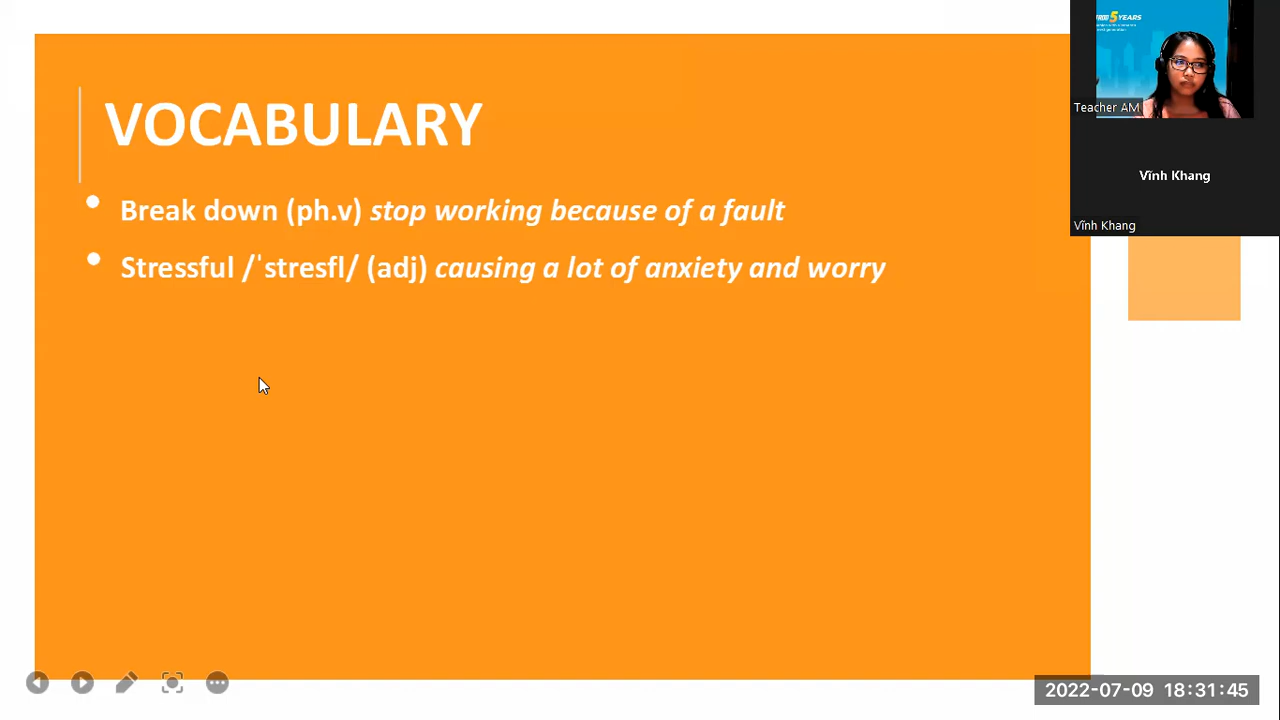 VOCABULARY
Break down (ph.v) stop working because of a fault
Stressful /ˈstresfl/ (adj) causing a lot of anxiety and worry
5 YEARS
Teacher AM
Vĩnh Khang
Vĩnh Khang
2022-07-09 18:31:45